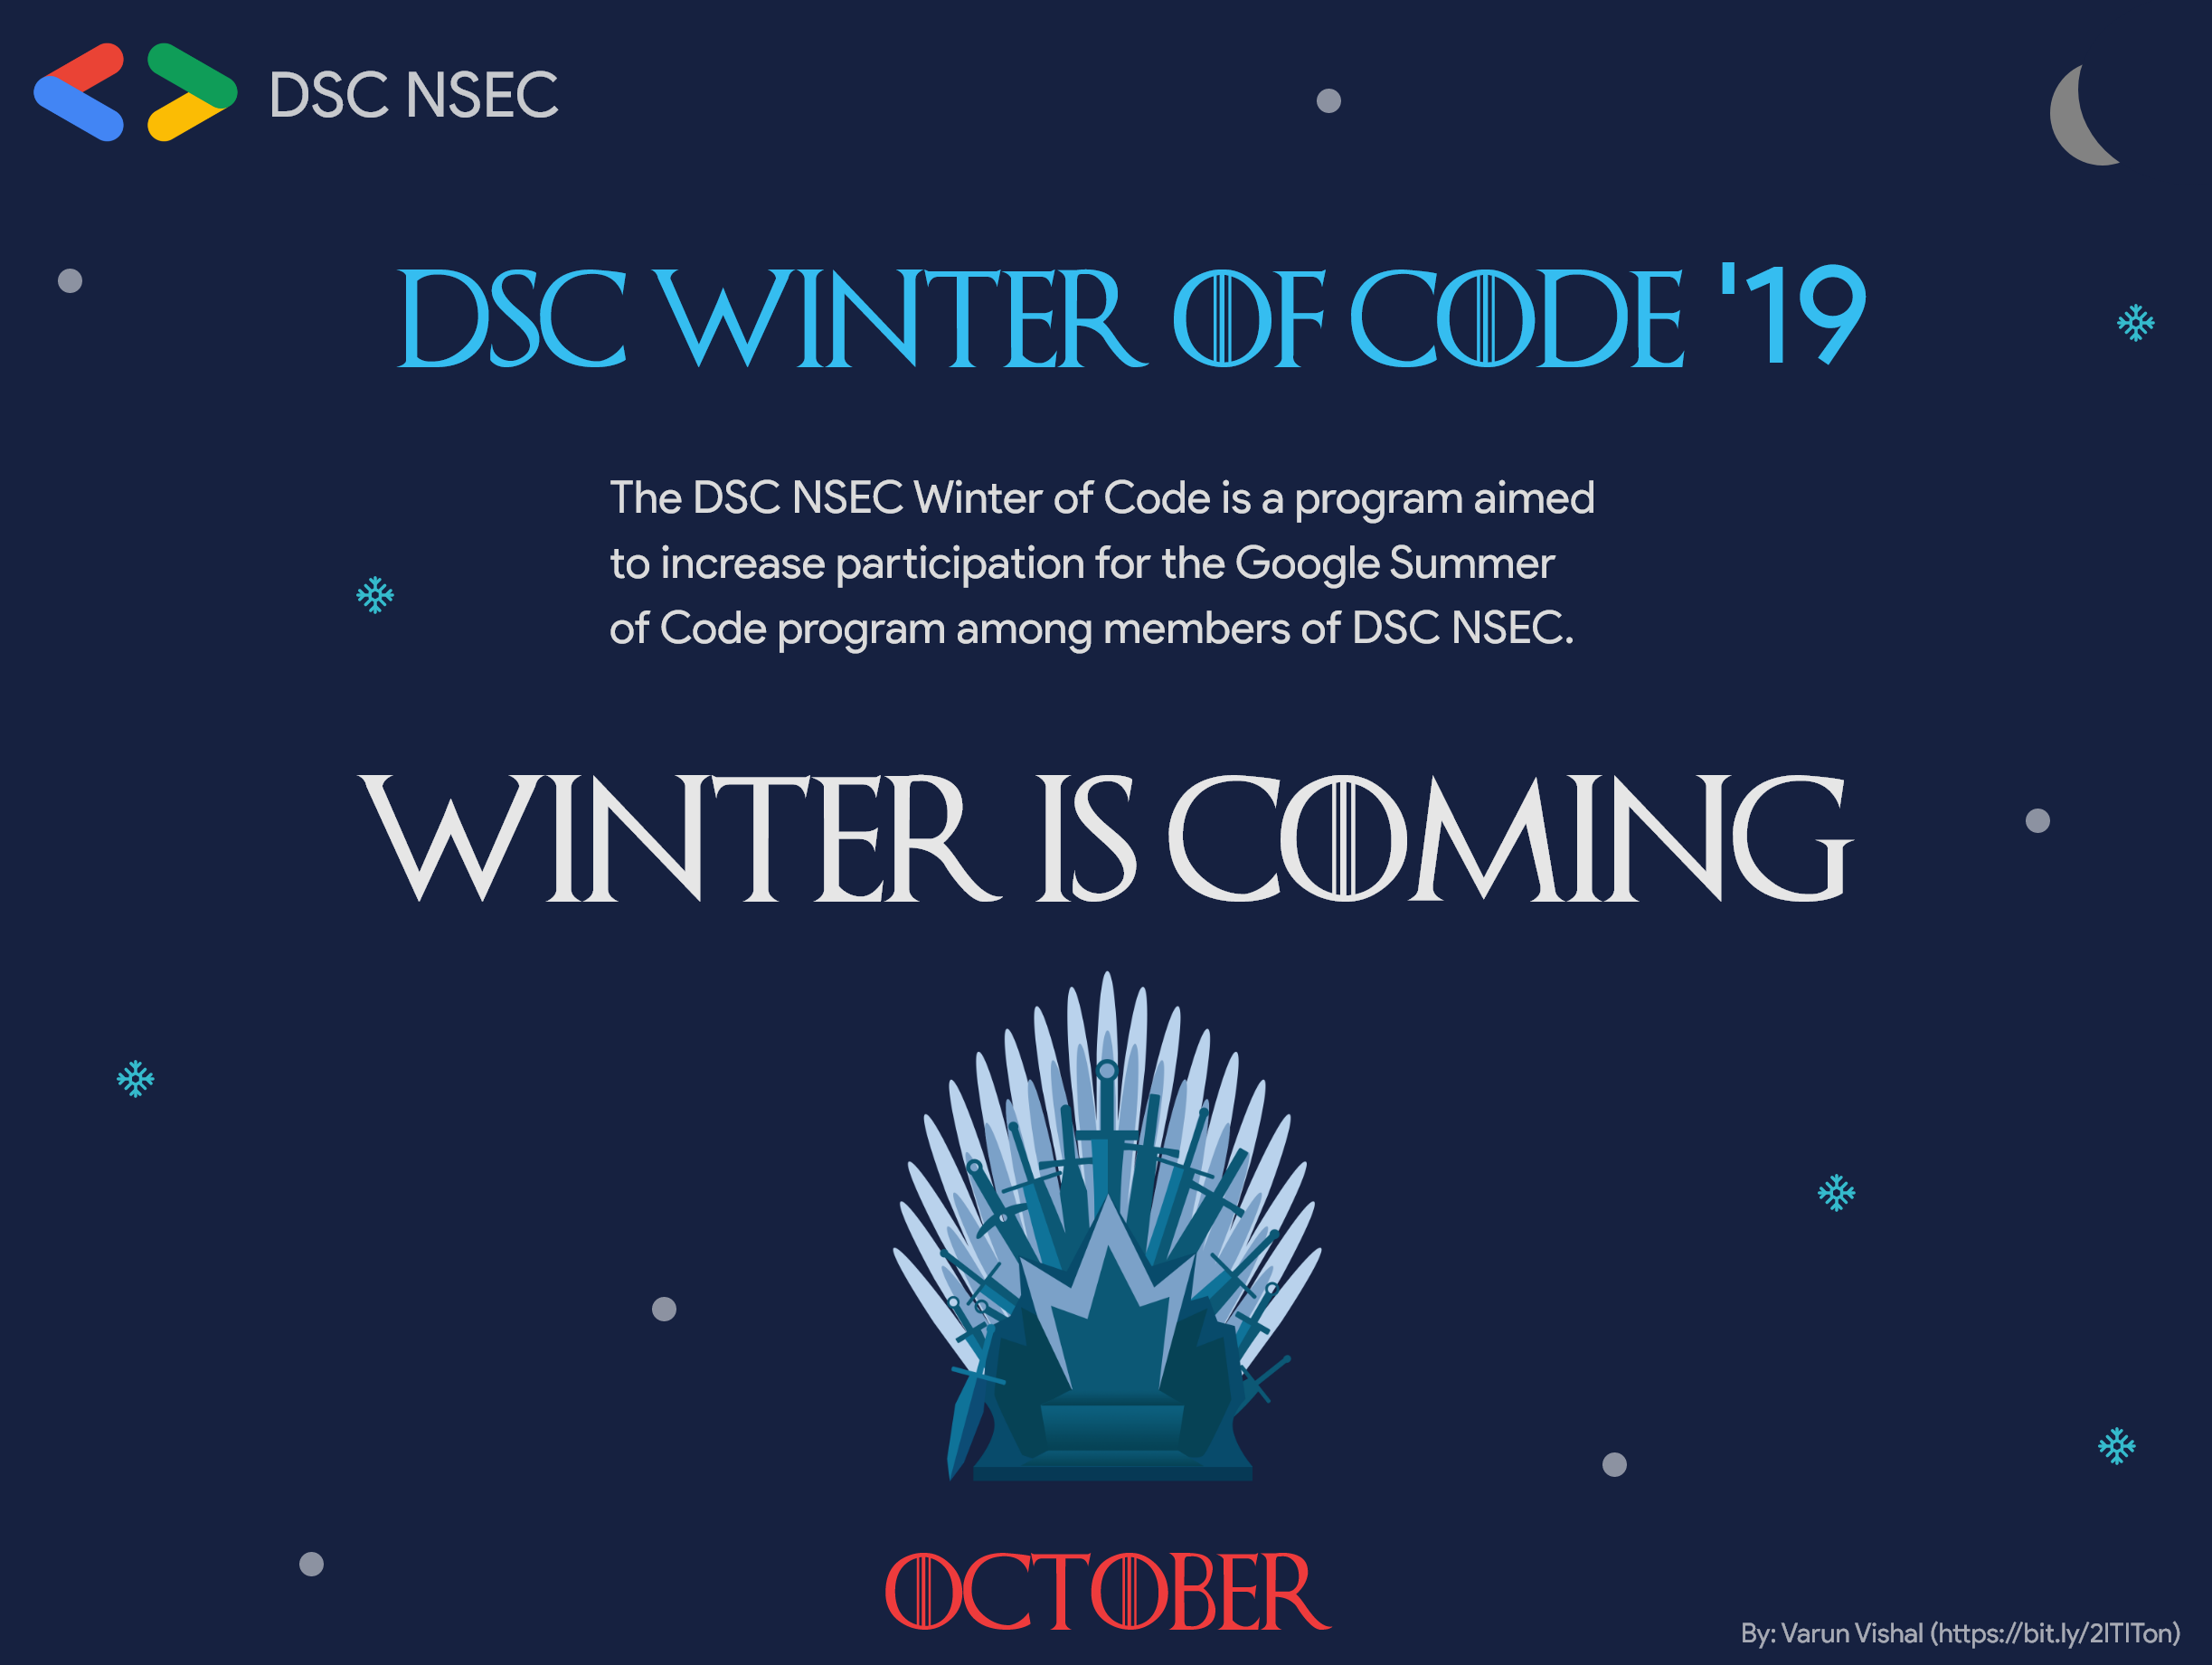 DSC NSEC
DSC WINTER OF CODE '19
The DSC NSEC Winter of Code is a program aimed
to increase participation for the Google Summer
of Code program among members of DSC NSEC.
WINTER IS COMING
OCTOBER
By: Varun Vishal (https://bit.ly/2lTlTon)